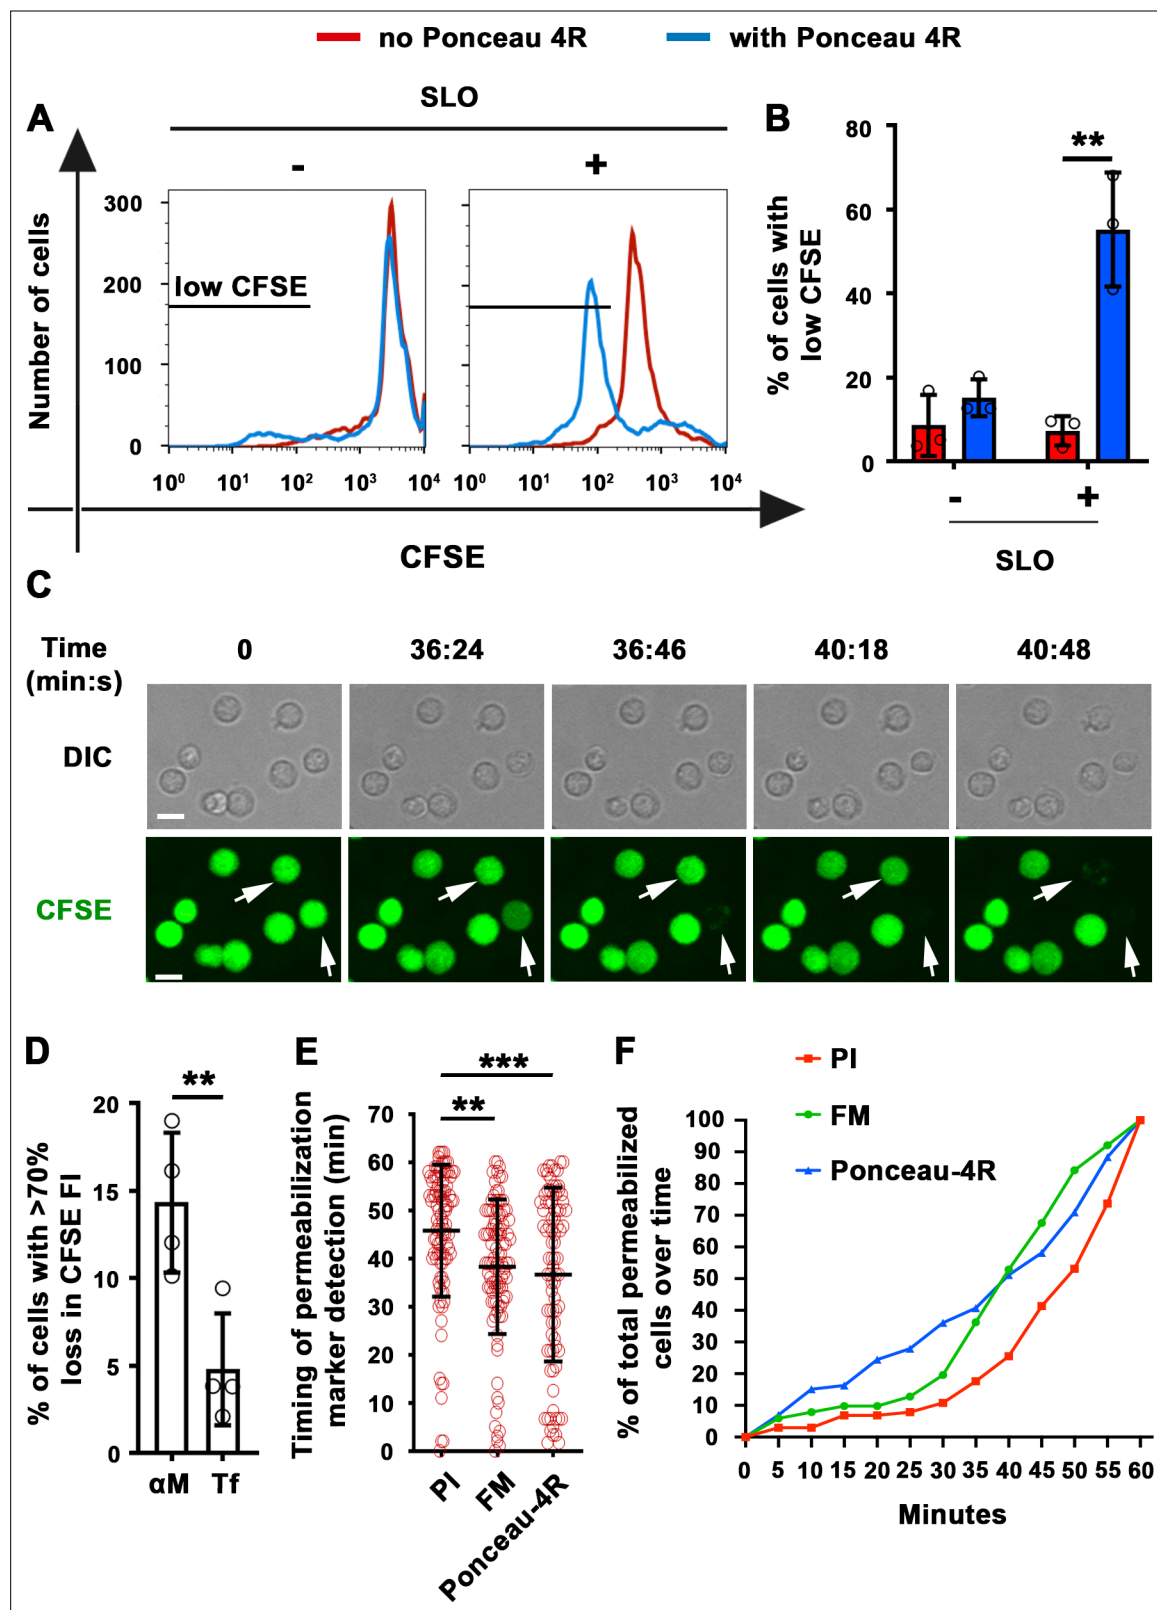 no Ponceau 4R
with Ponceau 4R
A
SLO
-
+
Number of cells
300
200
100
0
low CFSE
10⁰ 10¹ 10² 10³ 10⁴
10⁰ 10¹ 10² 10³ 10⁴
CFSE
B
% of cells with
low CFSE
80
60
40
20
0
**
-
+
SLO
C
Time
(min:s)
0
36:24
36:46
40:18
40:48
DIC
CFSE
D
% of cells with >70%
loss in CFSE FI
20
15
10
5
0
**
αM
Tf
E
Timing of permeabilization
marker detection (min)
70
60
50
40
30
20
10
0
***
**
PI
FM
Ponceau-4R
F
PI
FM
Ponceau-4R
% of total permeabilized
cells over time
100
90
80
70
60
50
40
30
20
10
0
0 5 10 15 20 25 30 35 40 45 50 55 60
Minutes